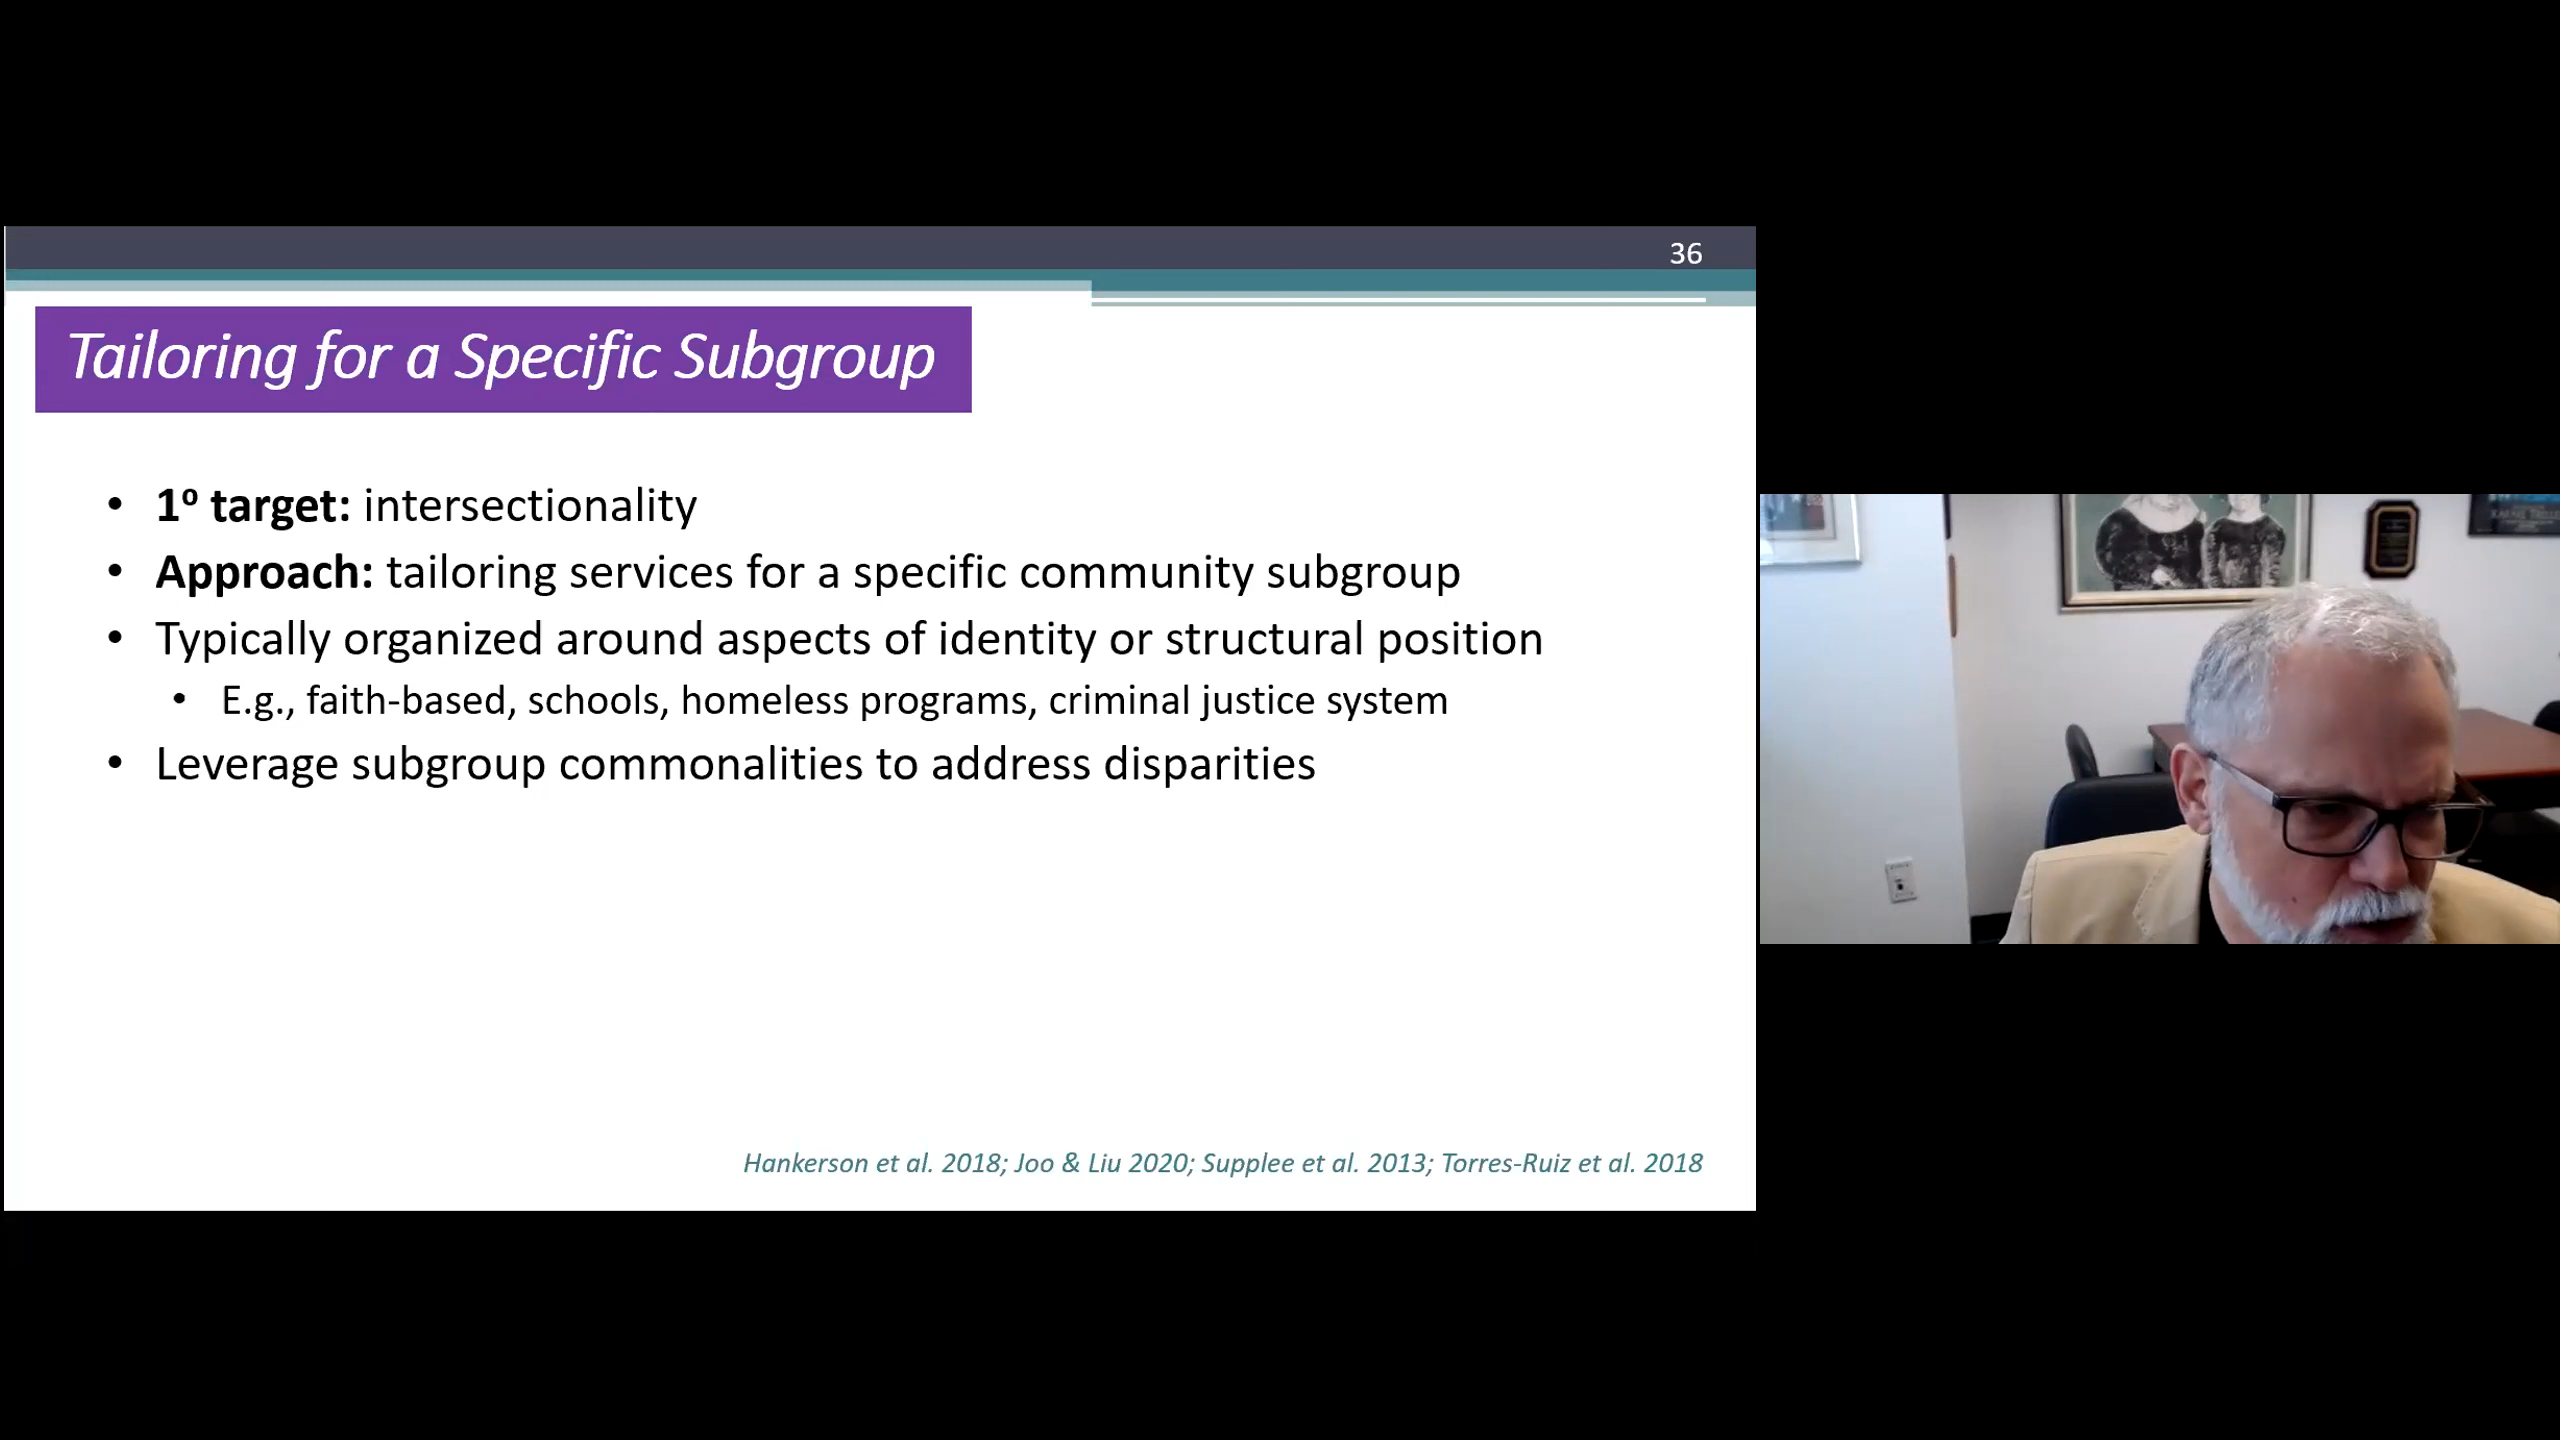 36
Tailoring for a Specific Subgroup
• 1º target: intersectionality
• Approach: tailoring services for a specific community subgroup
• Typically organized around aspects of identity or structural position
• E.g., faith-based, schools, homeless programs, criminal justice system
• Leverage subgroup commonalities to address disparities
Hankerson et al. 2018; Joo & Liu 2020; Supplee et al. 2013; Torres-Ruiz et al. 2018